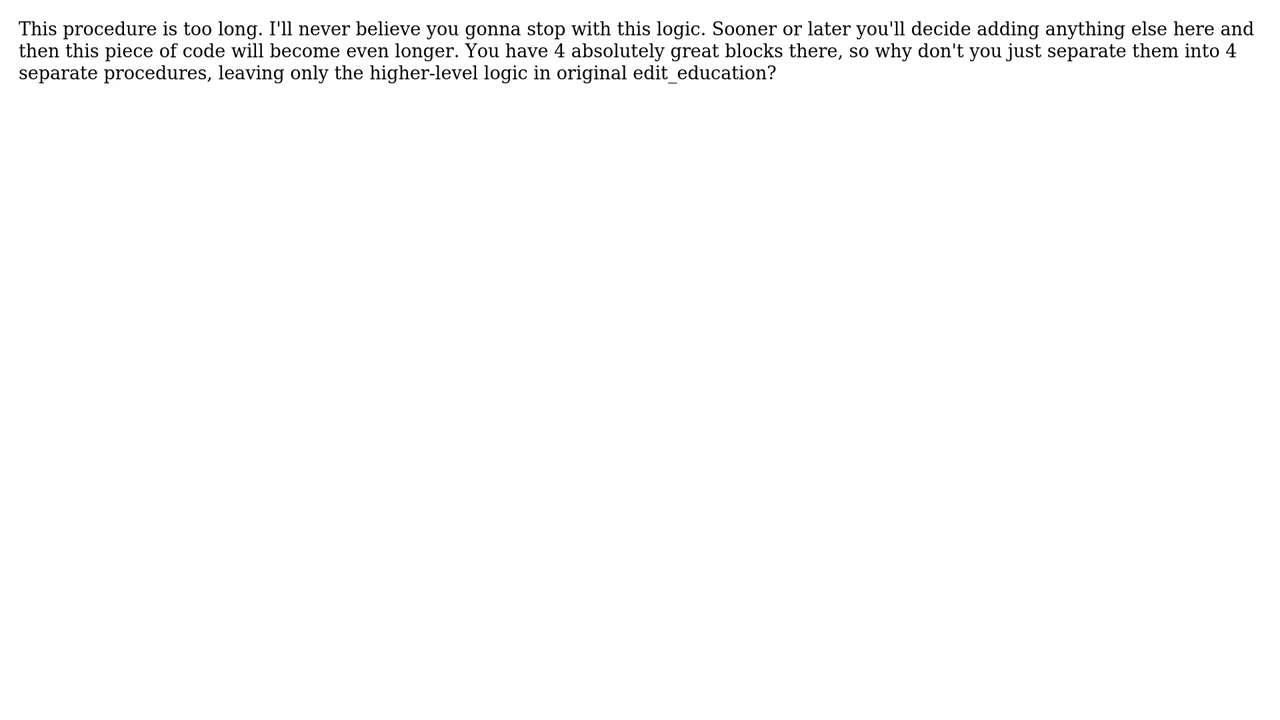 This procedure is too long. I'll never believe you gonna stop with this logic. Sooner or later you'll decide adding anything else here and
then this piece of code will become even longer. You have 4 absolutely great blocks there, so why don't you just separate them into 4
separate procedures, leaving only the higher-level logic in original edit_education?